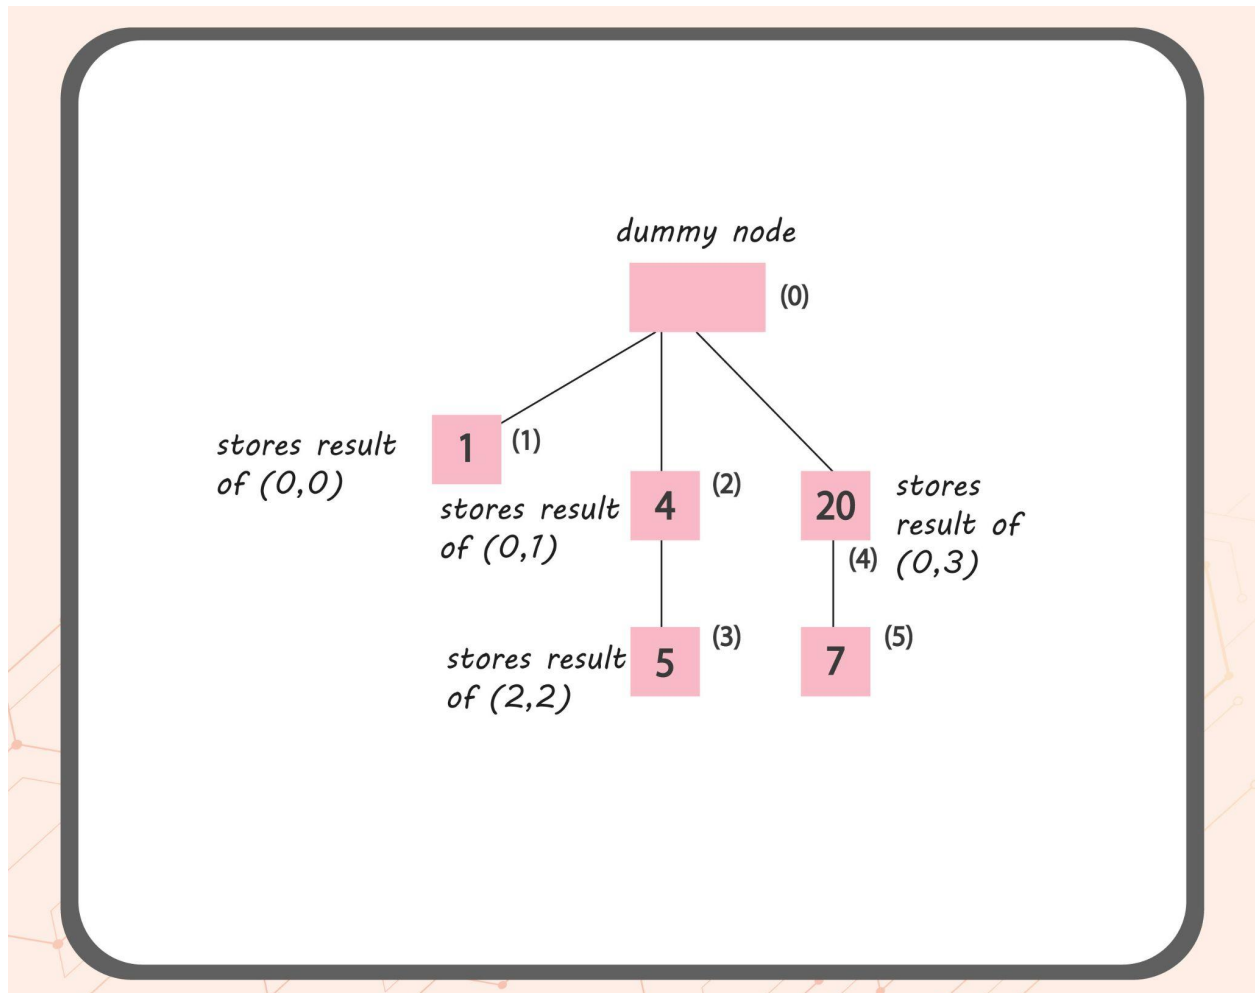 dummy node
(0)
1 (1)
stores result
of (0,0)
4 (2)
stores result
of (0,1)
20
(4)
stores
result of
(0,3)
5 (3)
stores result
of (2,2)
7 (5)